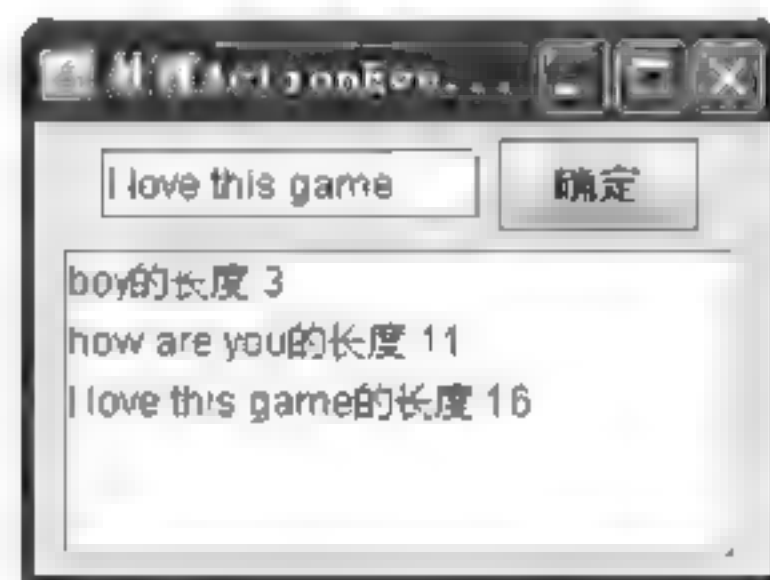 ActionEve...
I love this game
确定
boy的长度 3
how are you的长度 11
I love this game的长度 16